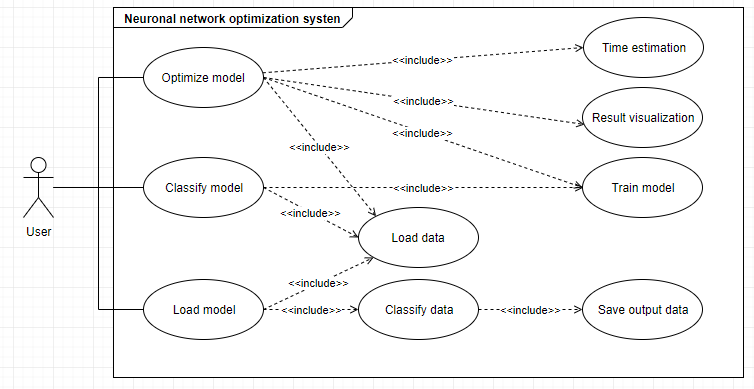 Neuronal network optimization systen
Time estimation
<<include>>
Optimize model
<<include>>
Result visualization
<<include>>
<<include>>
Classify model
<<include>>
Train model
<<include>>
User
Load data
<<include>>
Load model
<<include>>
Classify data
<<include>>
Save output data